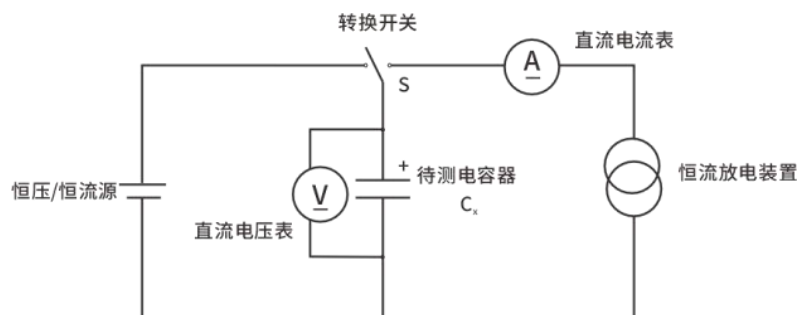 转换开关
直流电流表
A
S
恒压/恒流源
+
待测电容器
V
恒流放电装置
Cx
直流电压表